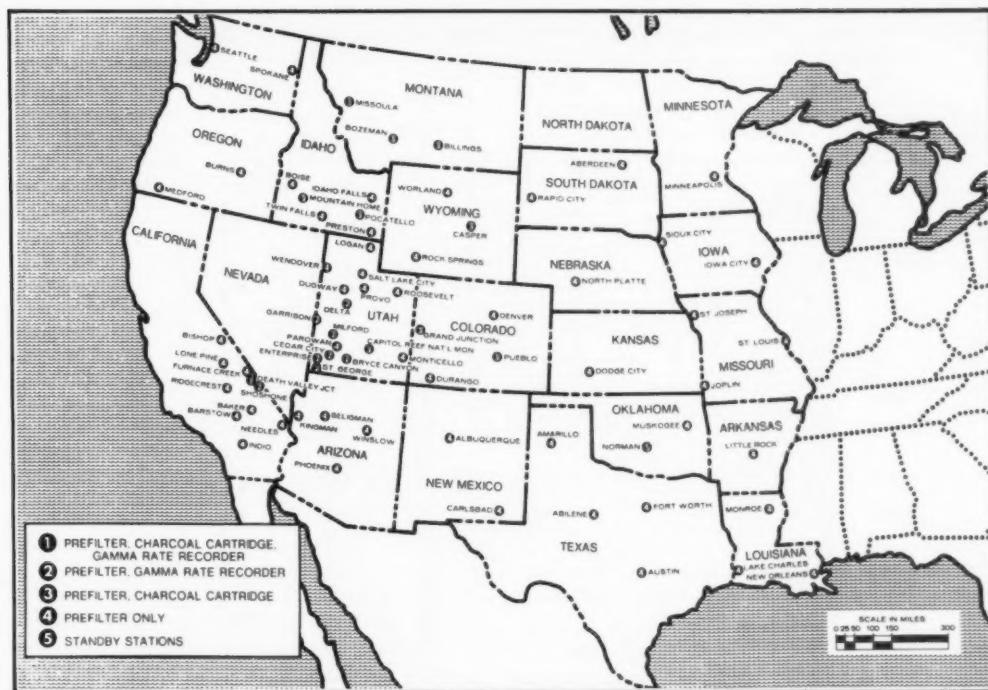 SEATTLE
SPOKANE
WASHINGTON
MONTANA
MISSOULA
BOZEMAN
BILLINGS
NORTH DAKOTA
MINNESOTA
OREGON
IDAHO
BURNS
BOISE
IDAHO FALLS
MOUNTAIN HOME
TWIN FALLS
POCATELLO
PRESTON
MEDFORD
WORLAND
WYOMING
CASPER
ROCK SPRINGS
ABERDEEN
SOUTH DAKOTA
RAPID CITY
MINNEAPOLIS
SIOUX CITY
IOWA
IOWA CITY
CALIFORNIA
NEVADA
LOGAN
WENDOVER
SALT LAKE CITY
DUGWAY
PROVO
ROOSEVELT
DELTA
UTAH
GARRISON
MILFORD
PAROWAN
CAPITOL REEF NAT'L MON
CEDAR CITY
ENTERPRISE
BRYCE CANYON
MONTICELLO
ST. GEORGE
NEBRASKA
NORTH PLATTE
DENVER
COLORADO
GRAND JUNCTION
PUEBLO
DURANGO
KANSAS
DODGE CITY
ST. JOSEPH
ST. LOUIS
MISSOURI
JOPLIN
BISHOP
LONE PINE
FURNACE CREEK
DEATH VALLEY JCT
RIDGECREST
SHOSHONE
BAKER
BARSTOW
NEEDLES
INDIO
SELIGMAN
KINGMAN
WINSLOW
ARIZONA
PHOENIX
ALBUQUERQUE
NEW MEXICO
CARLSBAD
AMARILLO
OKLAHOMA
MUSKOGEE
NORMAN
ARKANSAS
LITTLE ROCK
ABILENE
FORT WORTH
TEXAS
AUSTIN
MONROE
LOUISIANA
LAKE CHARLES
NEW ORLEANS
1 PREFILTER, CHARCOAL CARTRIDGE,
GAMMA RATE RECORDER
2 PREFILTER, GAMMA RATE RECORDER
3 PREFILTER, CHARCOAL CARTRIDGE
4 PREFILTER ONLY
5 STANDBY STATIONS
SCALE IN MILES
0 25 50 100 150 300